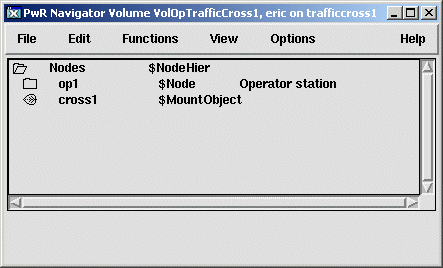 PwR Navigator Volume VolOpTrafficCross1, eric on trafficcross1
File Edit Functions View Options Help
Nodes $NodeHier
op1 $Node Operator station
cross1 $MountObject